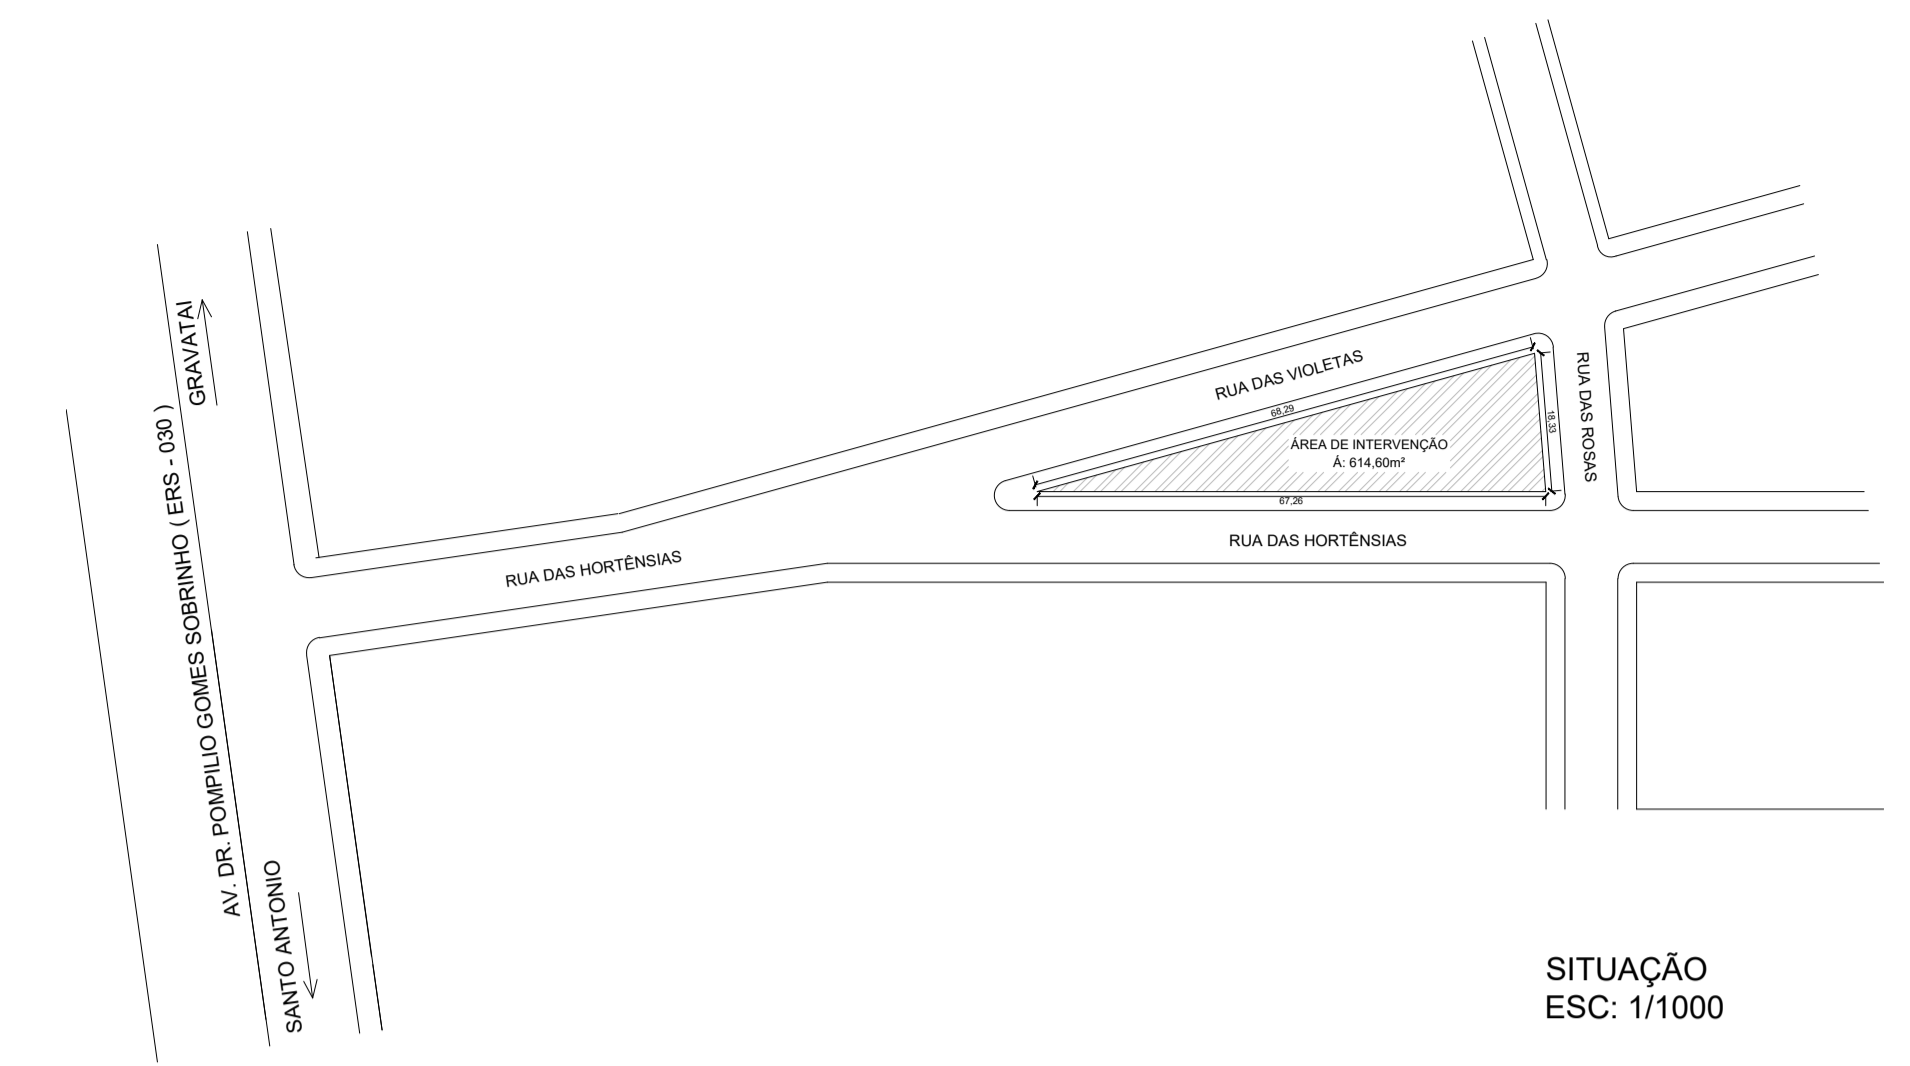 GRAVATAI
AV. DR. POMPILIO GOMES SOBRINHO ( ERS - 030 )
SANTO ANTONIO
RUA DAS HORTÊNSIAS
RUA DAS VIOLETAS
68,29
ÁREA DE INTERVENÇÃO
Á: 614,60m²
18,33
RUA DAS ROSAS
67,26
RUA DAS HORTÊNSIAS
SITUAÇÃO
ESC: 1/1000